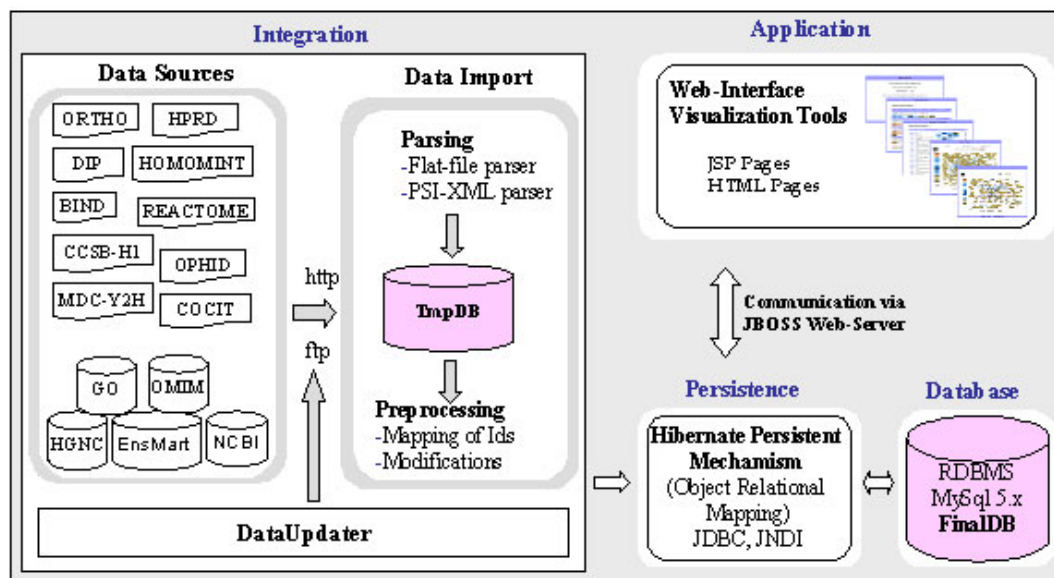 Integration
Data Sources
ORTHO
HPRD
DIP
HOMOMINT
BIND
REACTOME
CCSB-H1
OPHID
MDC-Y2H
COCIT
GO
OMIM
HGNC
EnsMart
NCBI
http
ftp
Data Import
Parsing
-Flat-file parser
-PSI-XML parser
TmpDB
Preprocessing
-Mapping of Ids
-Modifications
DataUpdater
Application
Web-Interface
Visualization Tools
JSP Pages
HTML Pages
Communication via
JBOSS Web-Server
Persistence
Hibernate Persistent
Mechamism
(Object Relational
Mapping)
JDBC, JNDI
Database
RDBMS
MySql 5.x
FinalDB